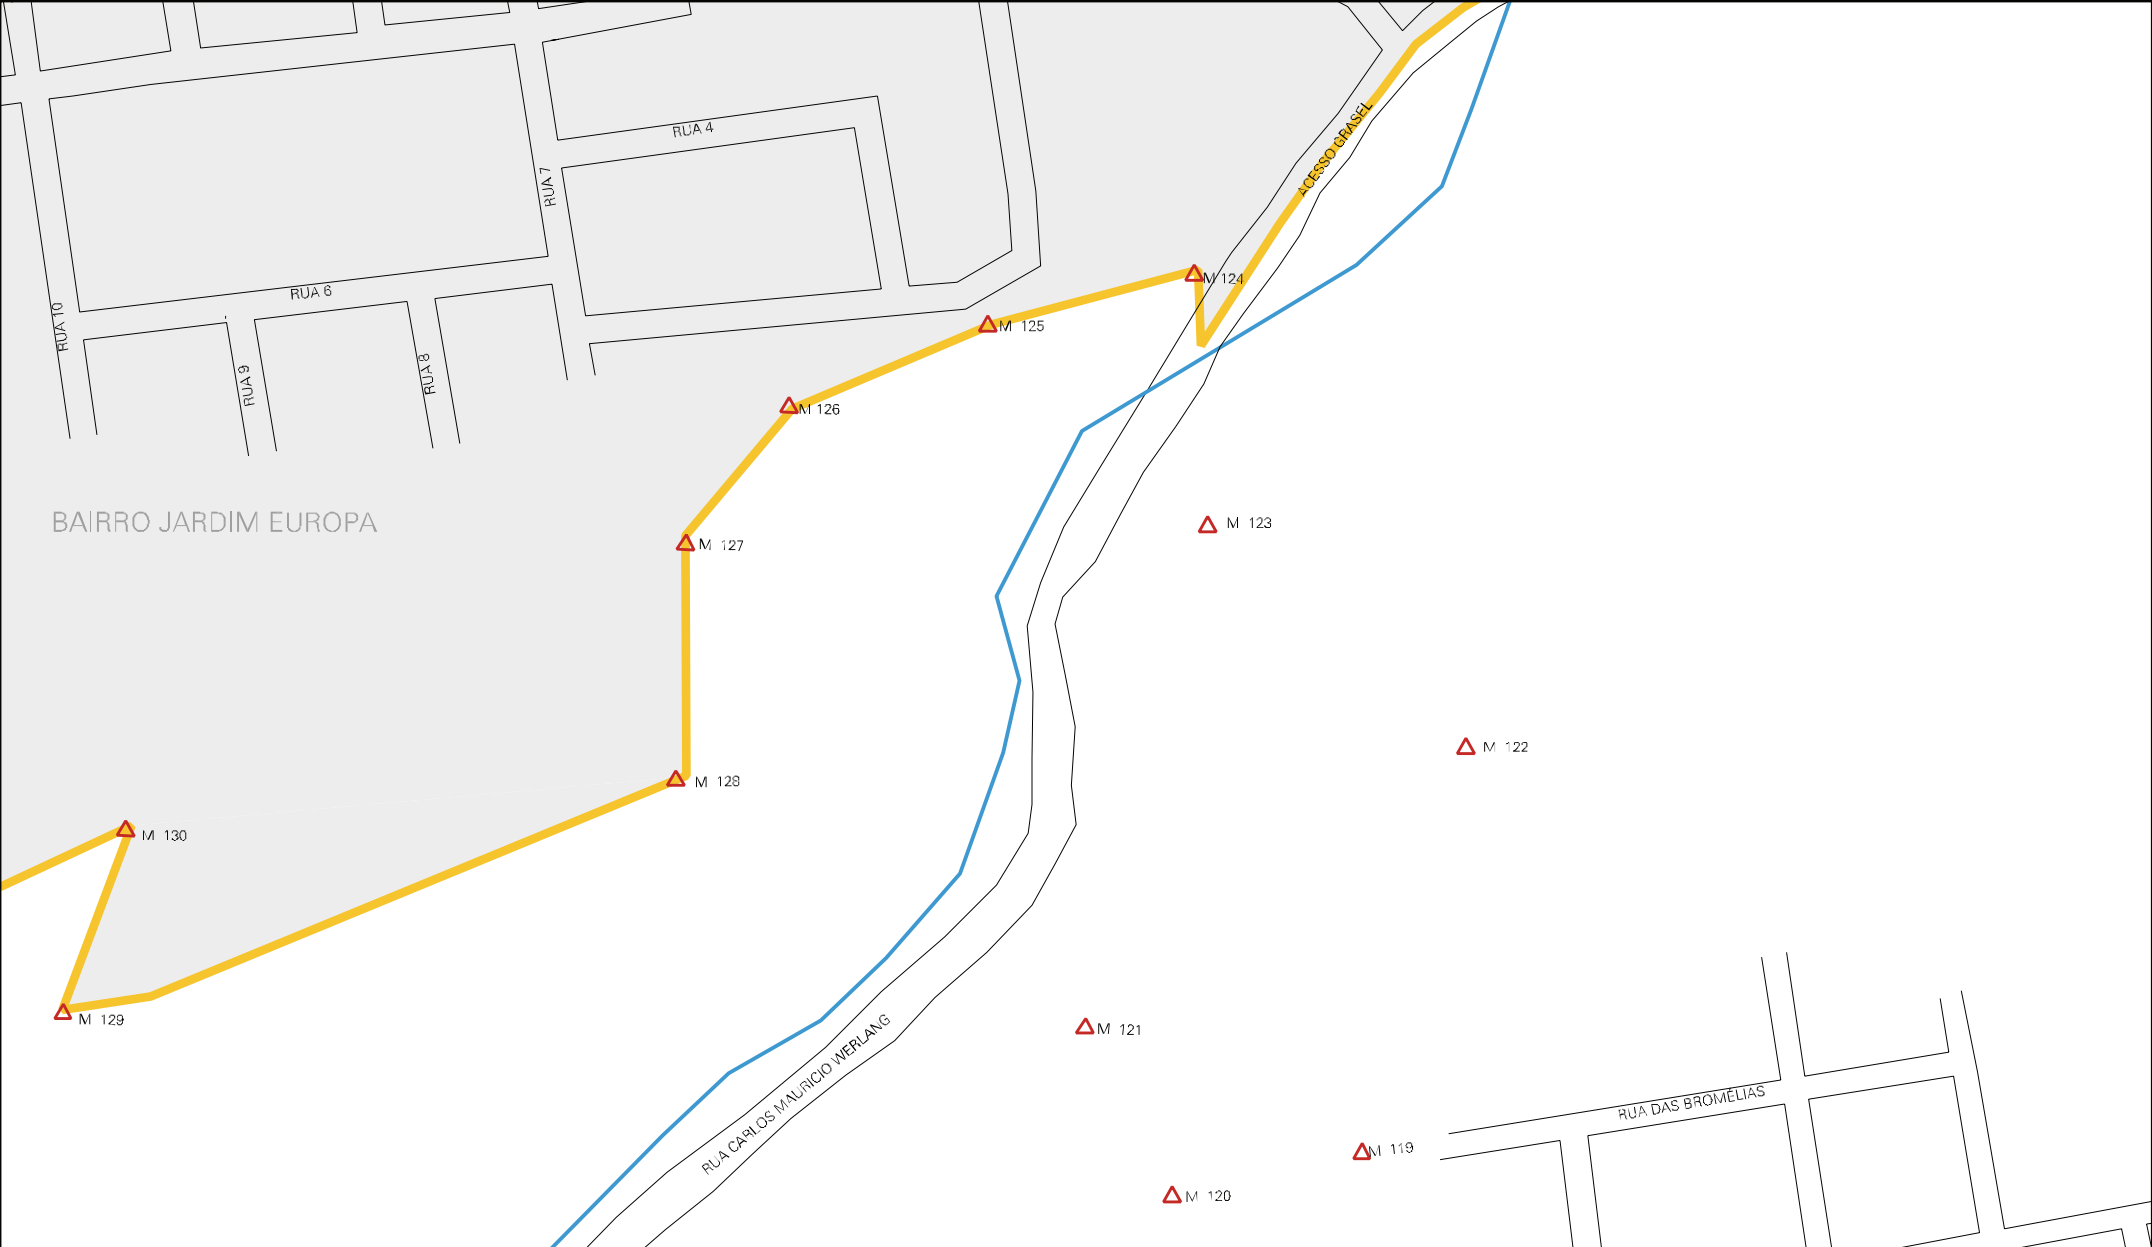 RUA 4
ACESSO GRASEL
RUA 7
M 124
RUA 6
RUA 10
M 125
RUA 9
RUA 8
M 126
BAIRRO JARDIM EUROPA
M 123
M 127
M 122
M 128
M 130
M 129
M 121
RUA CARLOS MAURICIO WERLANG
RUA DAS BROMÉLIAS
M 119
M 120